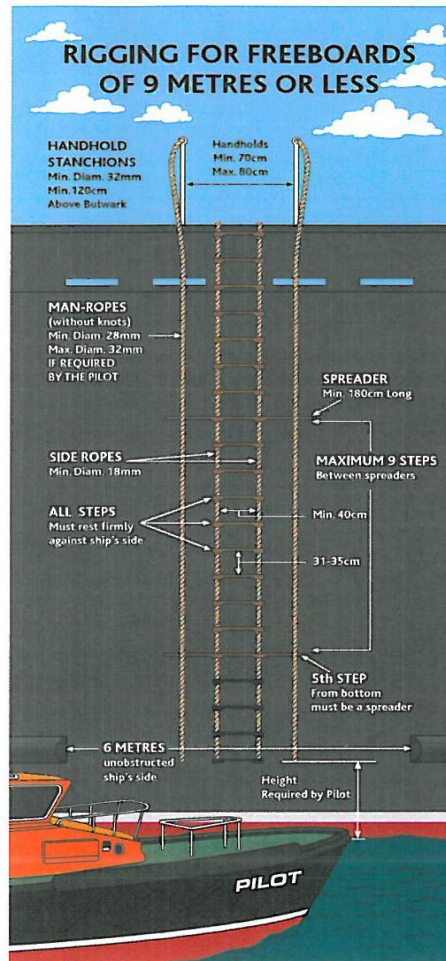 RIGGING FOR FREEBOARDS
OF 9 METRES OR LESS
HANDHOLD
STANCHIONS
Min. Diam. 32mm
Min. 120cm
Above Bulwark
Handholds
Min. 70cm
Max. 80cm
MAN-ROPES
(without knots)
Min. Diam. 28mm
Max. Diam. 32mm
IF REQUIRED
BY THE PILOT
SPREADER
Min. 180cm Long
SIDE ROPES
Min. Diam. 18mm
MAXIMUM 9 STEPS
Between spreaders
ALL STEPS
Must rest firmly
against ship's side
Min. 40cm
31-35cm
5th STEP
From bottom
must be a spreader
6 METRES
unobstructed
ship's side
Height
Required by Pilot
PILOT